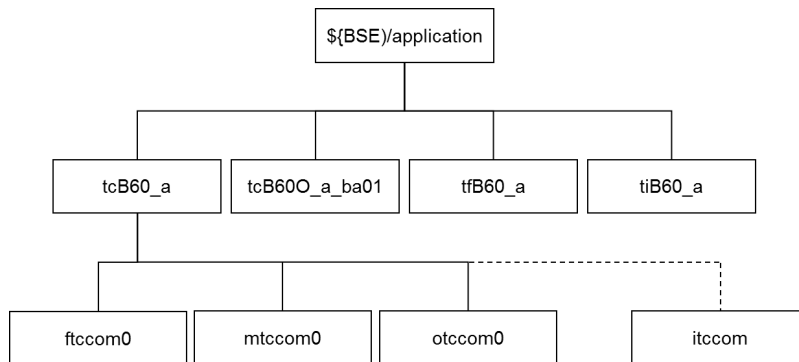 ${BSE)/application
tcB60_a
tcB60O_a_ba01
tfB60_a
tiB60_a
ftccom0
mtccom0
otccom0
itccom